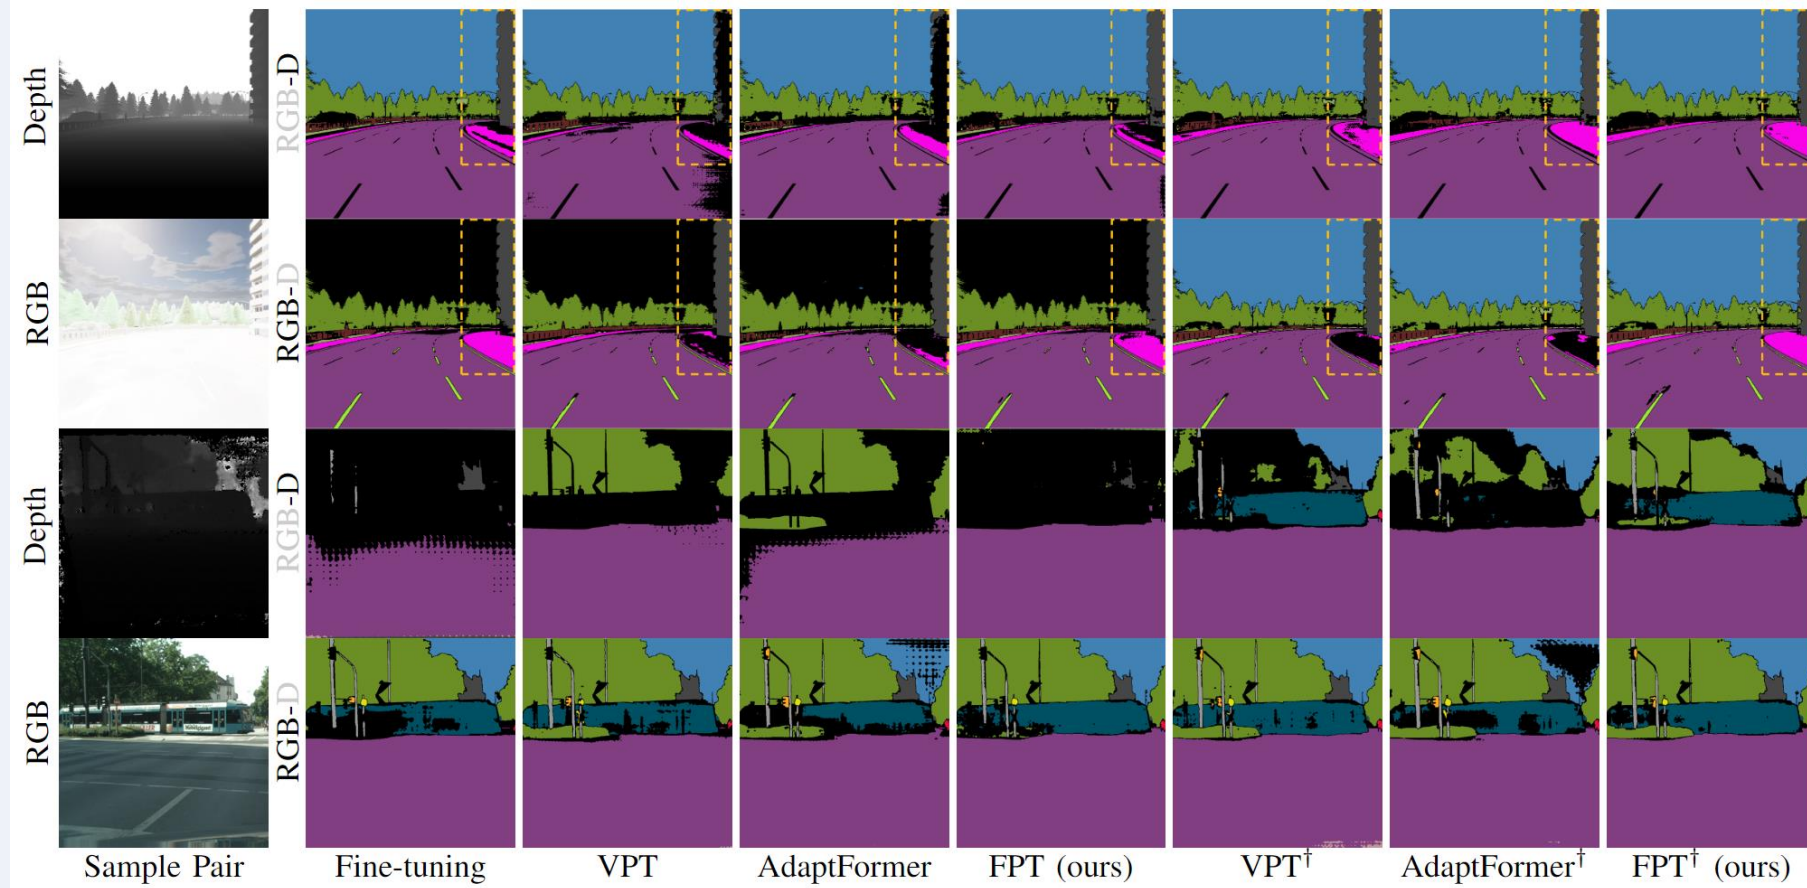 Depth
RGB-D
RGB
RGB-D
Depth
RGB-D
RGB
RGB-D
Sample Pair
Fine-tuning
VPT
AdaptFormer
FPT (ours)
VPT†
AdaptFormer†
FPT† (ours)